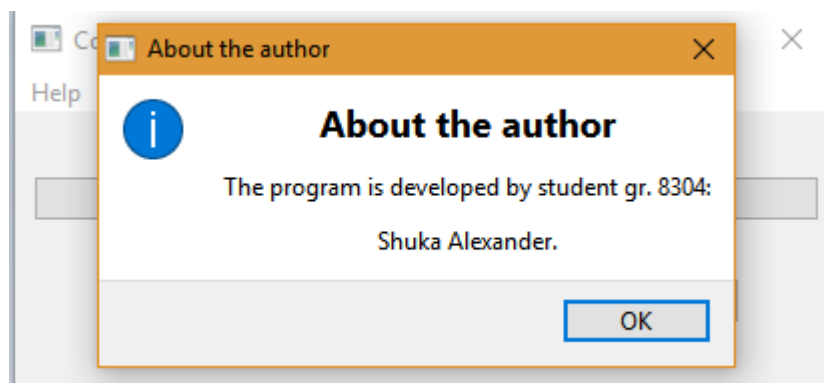 About the author
Help
About the author
The program is developed by student gr. 8304:
Shuka Alexander.
OK